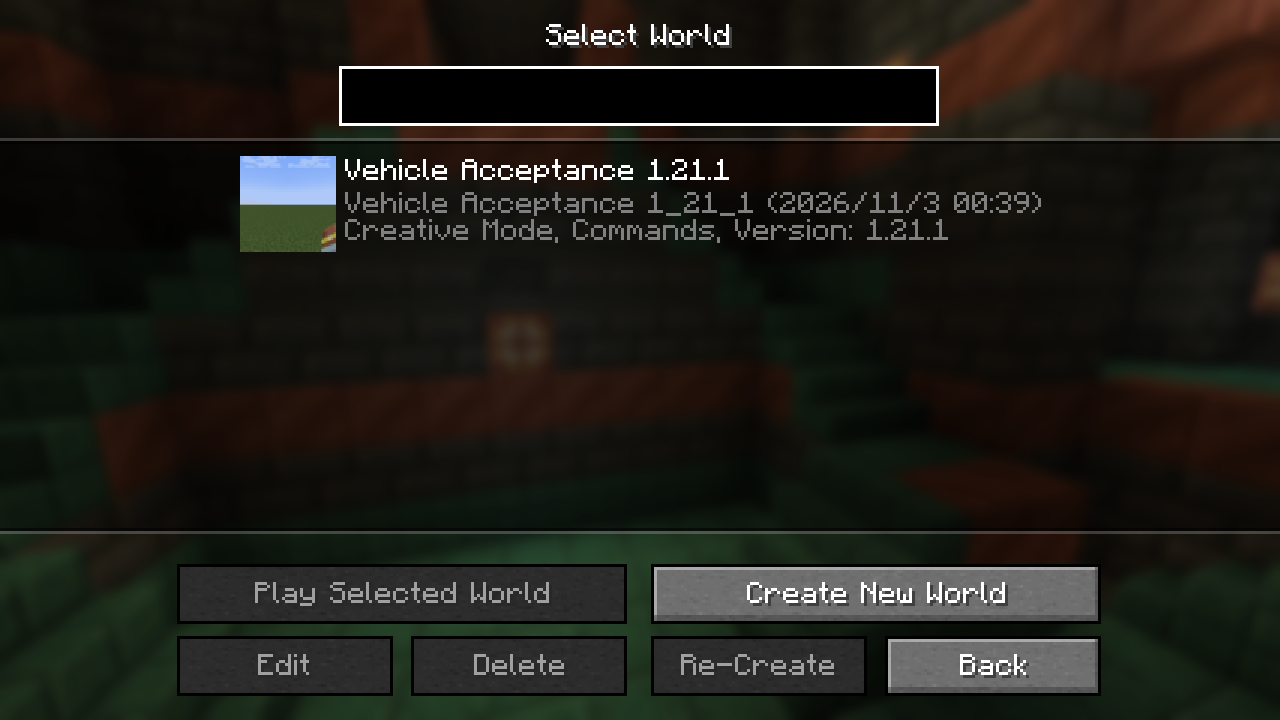 Select World
Vehicle Acceptance 1.21.1
Vehicle Acceptance 1_21_1 (2026/11/3 00:39)
Creative Mode, Commands, Version: 1.21.1
Play Selected World
Create New World
Edit
Delete
Re-Create
Back